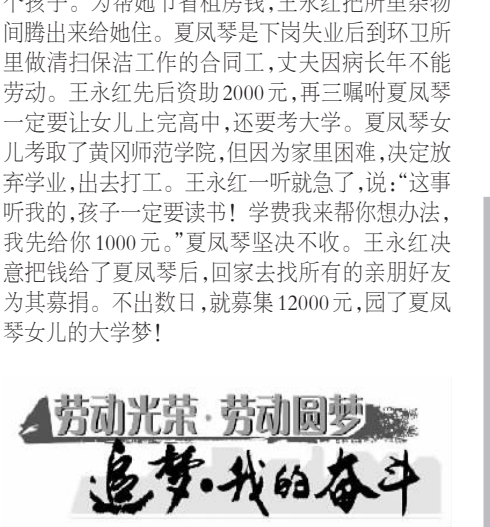 个孩子。为帮她节省租房钱,王永红把所里杂物
间腾出来给她住。夏凤琴是下岗失业后到环卫所
里做清扫保洁工作的合同工,丈夫因病长年不能
劳动。王永红先后资助2000元,再三嘱咐夏凤琴
一定要让女儿上完高中,还要考大学。夏凤琴女
儿考取了黄冈师范学院,但因为家里困难,决定放
弃学业,出去打工。王永红一听就急了,说:“这事
听我的,孩子一定要读书！学费我来帮你想办法,
我先给你1000元。”夏凤琴坚决不收。王永红决
意把钱给了夏凤琴后,回家去找所有的亲朋好友
为其募捐。不出数日,就募集12000元,园了夏凤
琴女儿的大学梦！
劳动光荣·劳动圆梦
追梦·我的奋斗